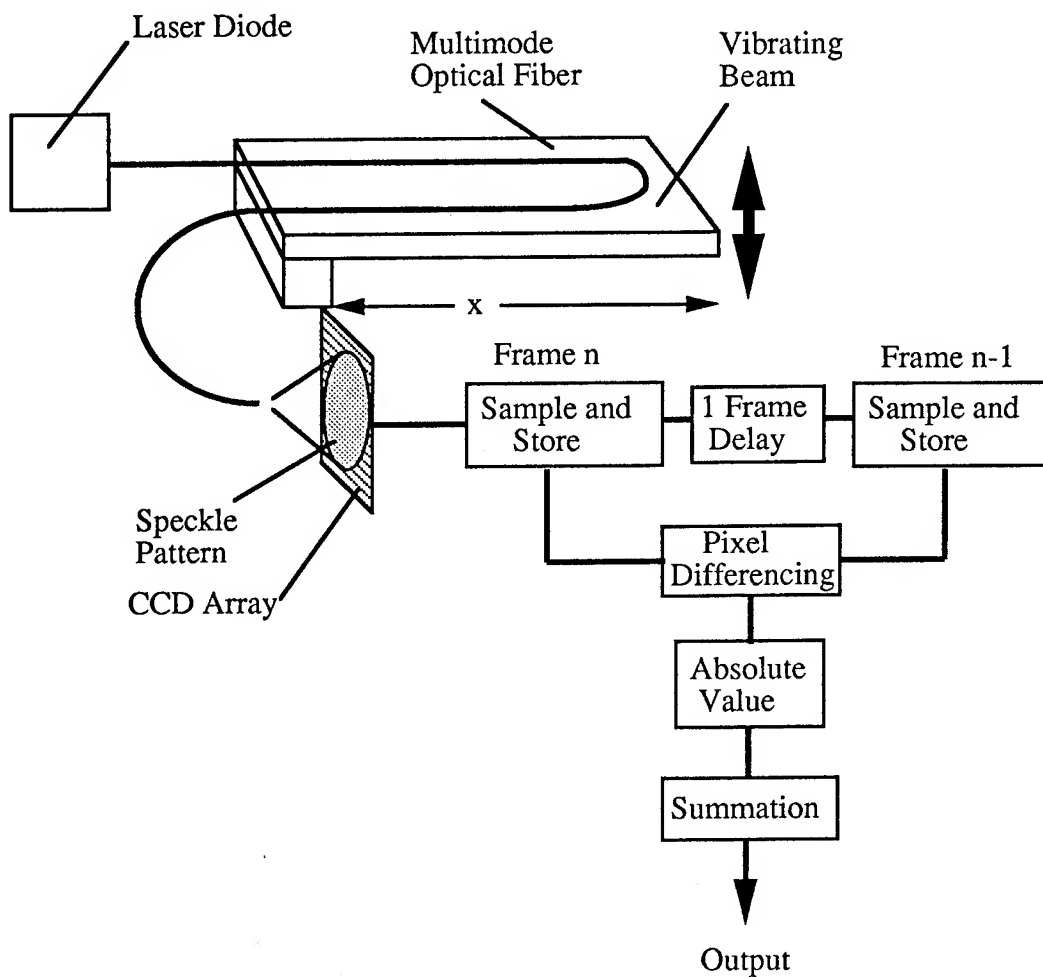 Laser Diode
Multimode
Optical Fiber
Vibrating
Beam
x
Frame n
Frame n-1
Sample and
Store
1 Frame
Delay
Sample and
Store
Speckle
Pattern
CCD Array
Pixel
Differencing
Absolute
Value
Summation
Output